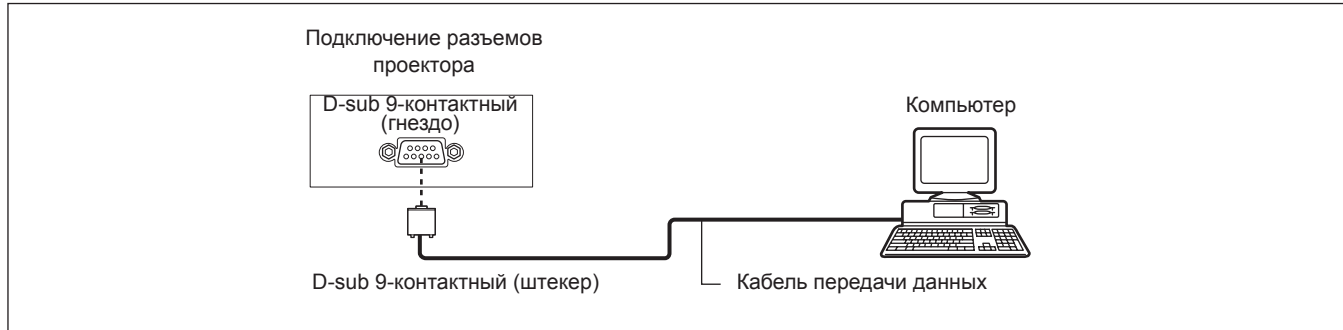 Подключение разъемов
проектора
D-sub 9-контактный
(гнездо)
Компьютер
D-sub 9-контактный (штекер)
Кабель передачи данных